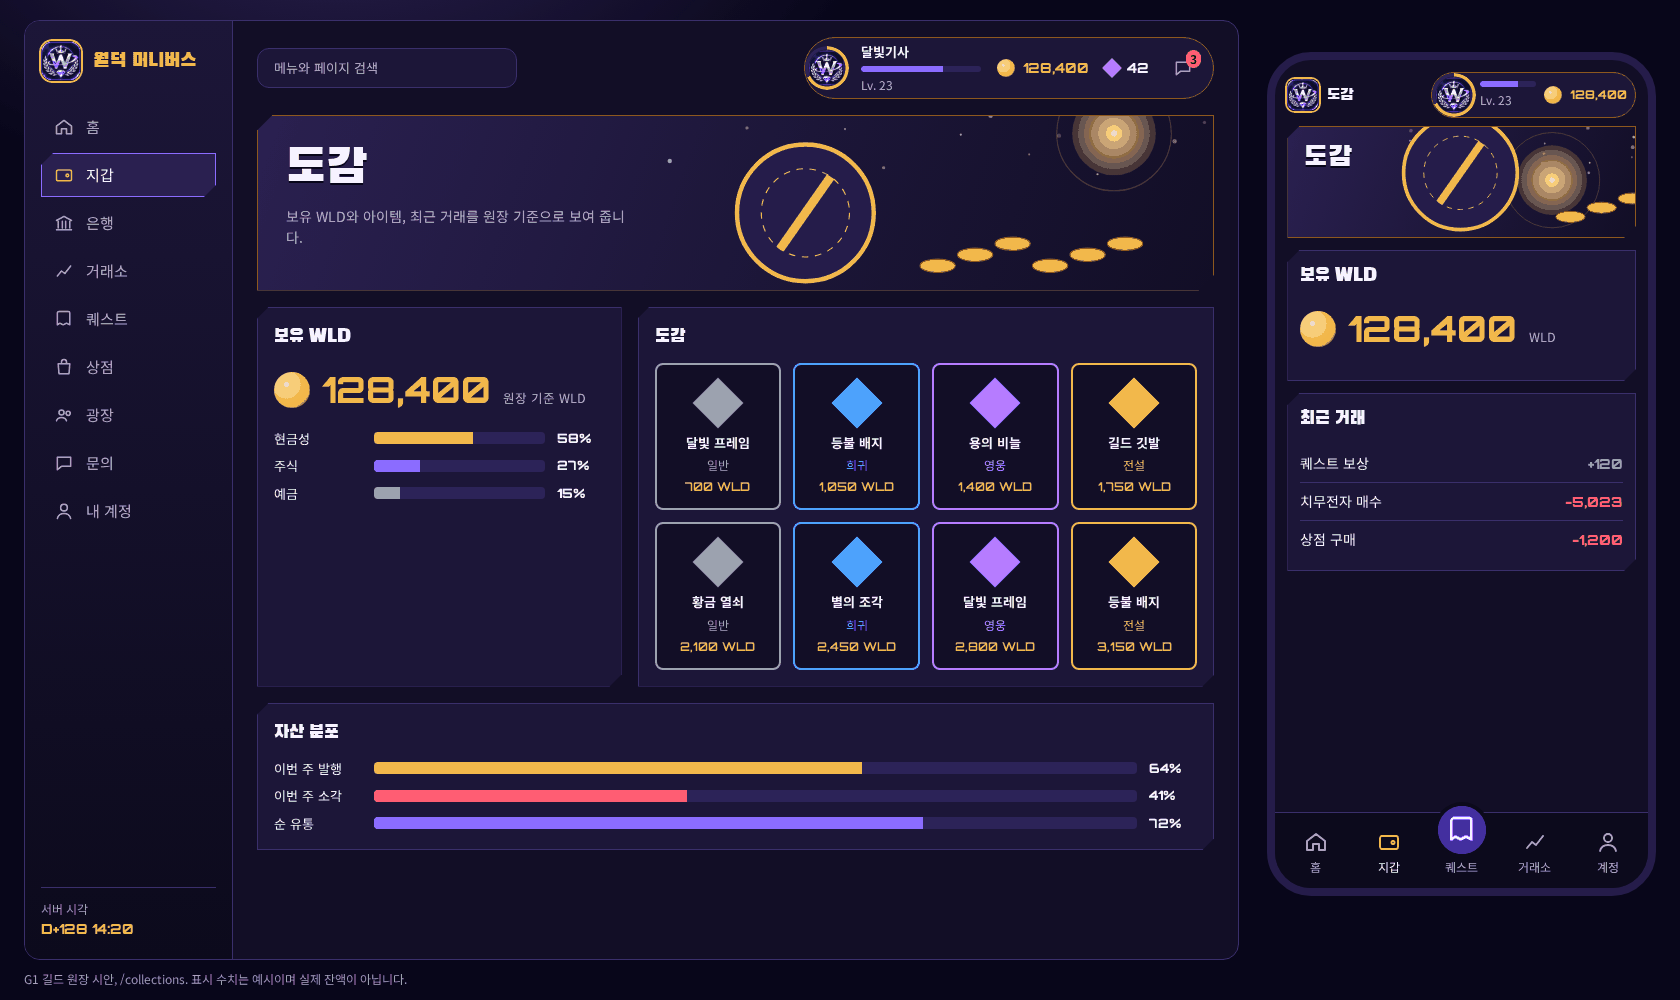 원덕 머니버스
홈
지갑
은행
거래소
퀘스트
상점
광장
문의
내 계정
서버 시각
D+128 14:20
메뉴와 페이지 검색
W
달빛기사
Lv. 23
128,400
42
3
도감
보유 WLD와 아이템, 최근 거래를 원장 기준으로 보여 줍니
다.
보유 WLD
128,400 원장 기준 WLD
현금성 58%
주식 27%
예금 15%
도감
달빛 프레임
일반
700 WLD
등불 배지
희귀
1,050 WLD
용의 비늘
영웅
1,400 WLD
길드 깃발
전설
1,750 WLD
황금 열쇠
일반
2,100 WLD
별의 조각
희귀
2,450 WLD
달빛 프레임
영웅
2,800 WLD
등불 배지
전설
3,150 WLD
자산 분포
이번 주 발행 64%
이번 주 소각 41%
순 유통 72%
W
도감
W
Lv. 23
128,400
도감
보유 WLD
128,400 WLD
최근 거래
퀘스트 보상 +120
치무전자 매수 -5,023
상점 구매 -1,200
홈
지갑
퀘스트
거래소
계정
G1 길드 원장 시안, /collections. 표시 수치는 예시이며 실제 잔액이 아닙니다.